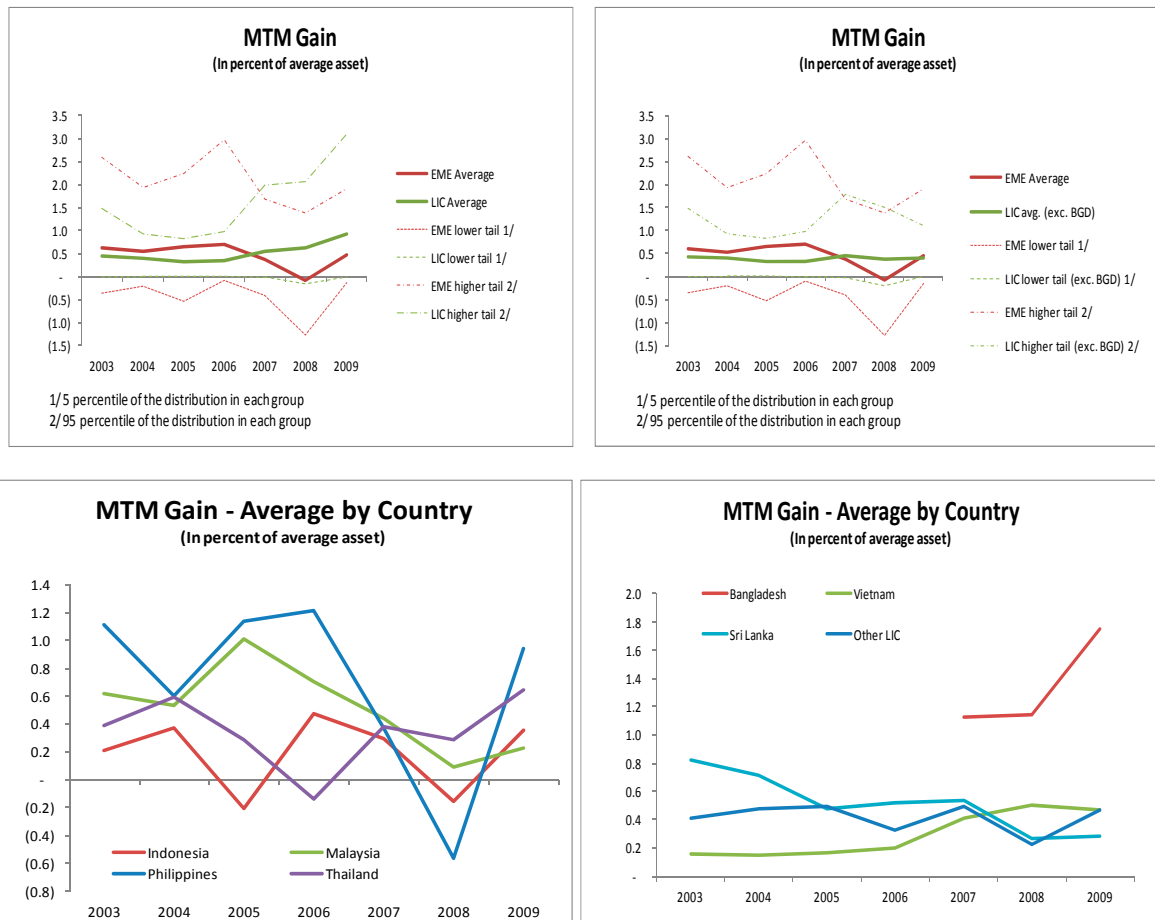 MTM Gain
(In percent of average asset)
3.5
3.0
2.5
2.0
1.5
1.0
0.5
-
(0.5)
(1.0)
(1.5)
2003 2004 2005 2006 2007 2008 2009
EME Average
LIC Average
EME lower tail 1/
LIC lower tail 1/
EME higher tail 2/
LIC higher tail 2/
1/ 5 percentile of the distribution in each group
2/ 95 percentile of the distribution in each group
MTM Gain
(In percent of average asset)
3.5
3.0
2.5
2.0
1.5
1.0
0.5
-
(0.5)
(1.0)
(1.5)
2003 2004 2005 2006 2007 2008 2009
EME Average
LIC avg. (exc. BGD)
EME lower tail 1/
LIC lower tail (exc. BGD) 1/
EME higher tail 2/
LIC higher tail (exc. BGD) 2/
1/ 5 percentile of the distribution in each group
2/ 95 percentile of the distribution in each group
MTM Gain - Average by Country
(In percent of average asset)
1.4
1.2
1.0
0.8
0.6
0.4
0.2
-
(0.2)
(0.4)
(0.6)
(0.8)
Indonesia Malaysia
Philippines Thailand
2003 2004 2005 2006 2007 2008 2009
MTM Gain - Average by Country
(In percent of average asset)
2.0
1.8
1.6
1.4
1.2
1.0
0.8
0.6
0.4
0.2
-
Bangladesh Vietnam
Sri Lanka Other LIC
2003 2004 2005 2006 2007 2008 2009